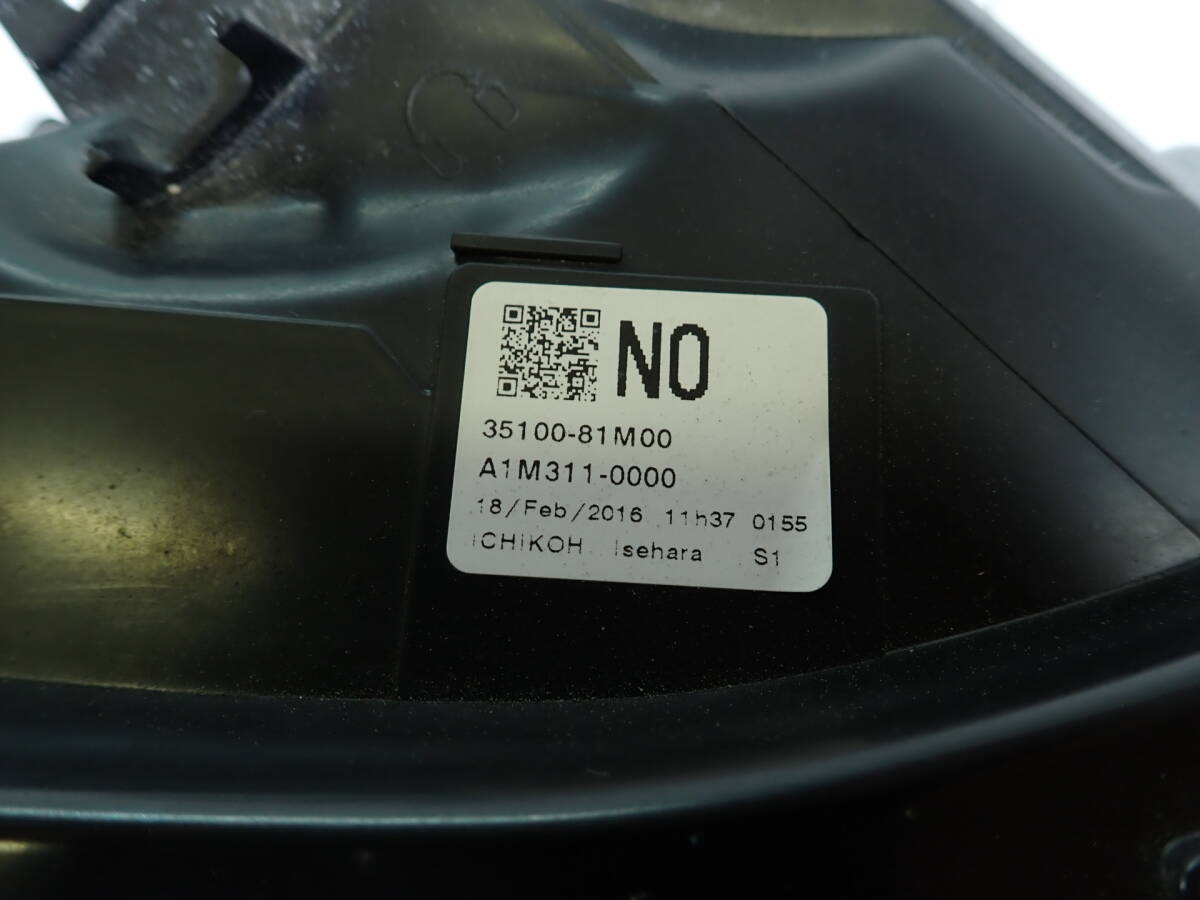 NO
35100-81M00
A1M311-0000
18/Feb/2016 11h37 0155
ICHIKOH Isehara S1